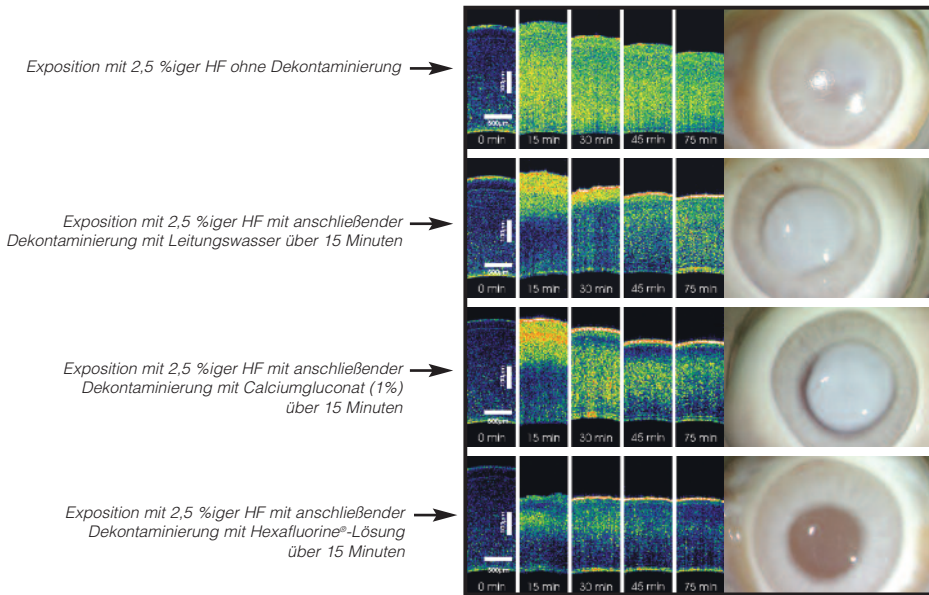 Exposition mit 2,5 %iger HF ohne Dekontaminierung
500µm
0 min 15 min 30 min 45 min 75 min
Exposition mit 2,5 %iger HF mit anschließender
Dekontaminierung mit Leitungswasser über 15 Minuten
500µm
0 min 15 min 30 min 45 min 75 min
Exposition mit 2,5 %iger HF mit anschließender
Dekontaminierung mit Calciumgluconat (1%)
über 15 Minuten
500µm
0 min 15 min 30 min 45 min 75 min
Exposition mit 2,5 %iger HF mit anschließender
Dekontaminierung mit Hexafluorine®-Lösung
über 15 Minuten
500µm
0 min 15 min 30 min 45 min 75 min